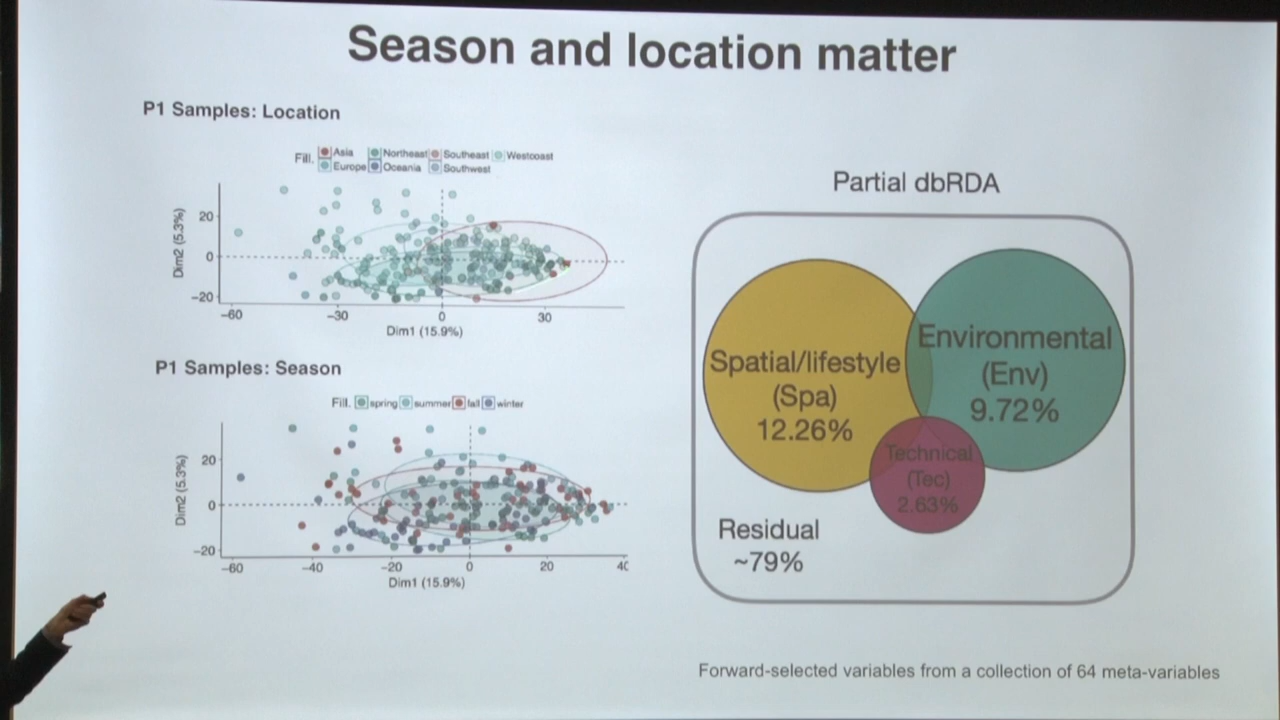 Season and location matter
P1 Samples: Location
Fill. Asia Northeast Southeast Westcoast
Europe Oceania Southwest
Dim2 (5.3%)
20
0
−20
−60 −30 0 30
Dim1 (15.9%)
P1 Samples: Season
Fill. spring summer fall winter
Dim2 (5.3%)
20
0
−20
−60 −40 −20 0 20 40
Dim1 (15.9%)
Partial dbRDA
Spatial/lifestyle
(Spa)
12.26%
Environmental
(Env)
9.72%
Technical
(Tec)
2.63%
Residual
~79%
Forward-selected variables from a collection of 64 meta-variables